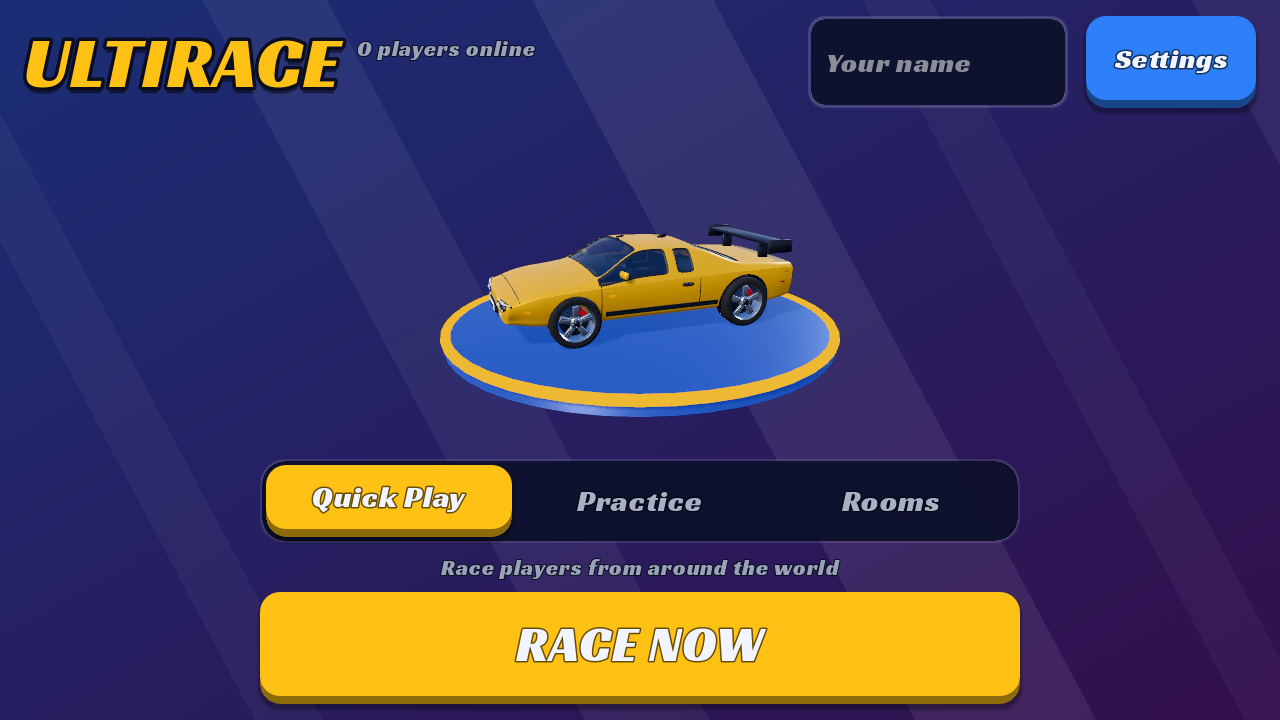 ULTIRACE
0 players online
Your name
Settings
Quick Play
Practice
Rooms
Race players from around the world
RACE NOW